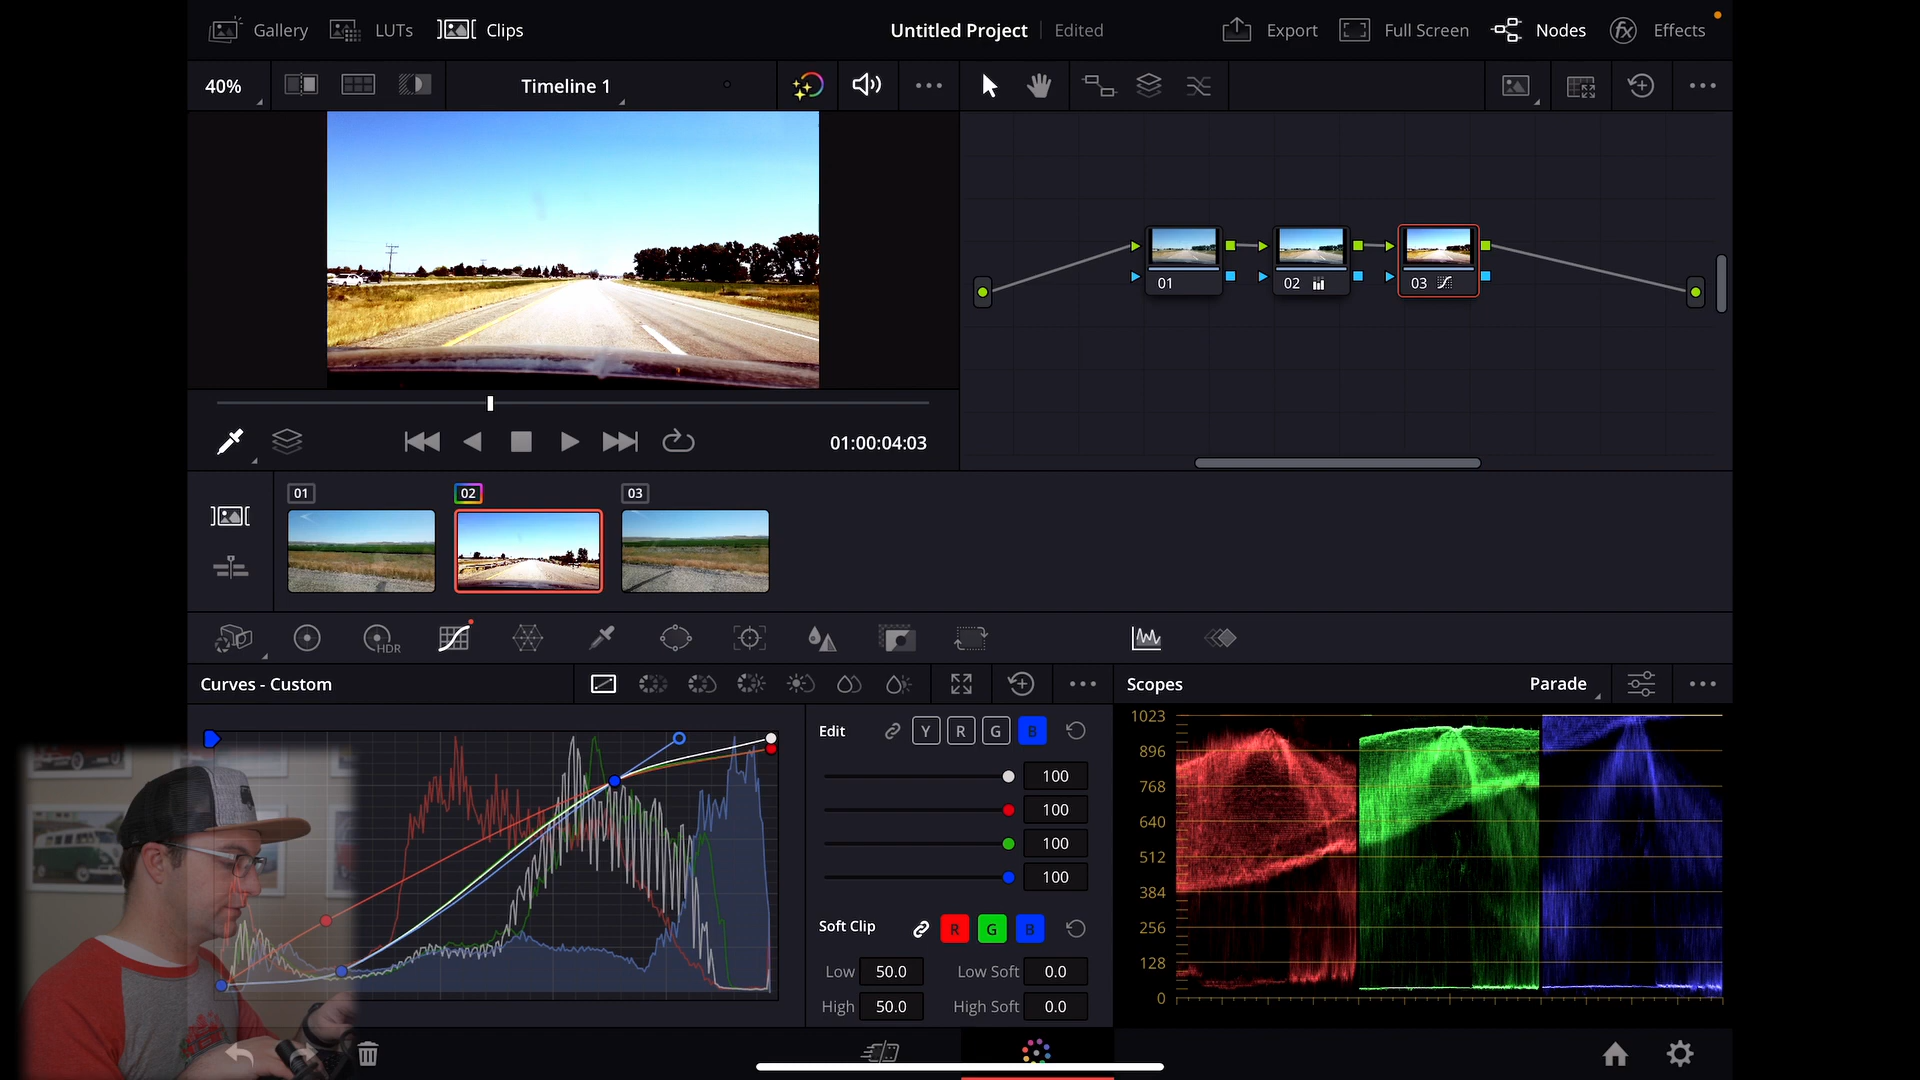 Gallery LUTs Clips Untitled Project Edited Export Full Screen Nodes fx Effects
40% Timeline 1
01 02 03
01:00:04:03
01 02 03
HDR
Curves - Custom
Scopes Parade
Edit Y R G B
100
100
100
100
Soft Clip R G B
Low 50.0 Low Soft 0.0
High 50.0 High Soft 0.0
1023
896
768
640
512
384
256
128
0